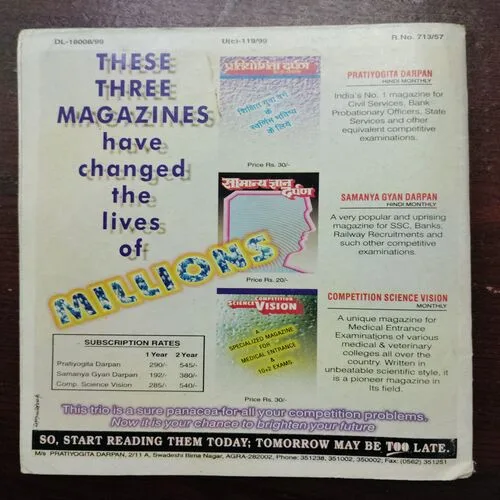 DL-16008/99 U(c)-119/99 R.No. 713/57
THESE
THREE
MAGAZINES
have
changed
the
lives
of
MILLIONS
प्रतियोगिता दर्पण
शिक्षित युवा वर्ग
के
स्वर्णिम भविष्य
के लिए
Price Rs. 30/-
PRATIYOGITA DARPAN
HINDI MONTHLY
India's No. 1 magazine for
Civil Services, Bank
Probationary Officers, State
Services and other
equivalent competitive
examinations.
सामान्य ज्ञान
दर्पण
Price Rs. 20/-
SAMANYA GYAN DARPAN
HINDI MONTHLY
A very popular and uprising
magazine for SSC, Banks,
Railway Recruitments and
such other competitive
examinations.
COMPETITION
SCIENCE VISION
A
SPECIALIZED MAGAZINE
FOR
MEDICAL ENTRANCE
&
10+2 EXAMS
Price Rs. 30/-
COMPETITION SCIENCE VISION
MONTHLY
A unique magazine for
Medical Entrance
Examinations of various
medical & veterinary
colleges all over the
country. Written in
unbeatable scientific style, it
is a pioneer magazine in
its field.
SUBSCRIPTION RATES
1 Year 2 Year
Pratiyogita Darpan 290/- 545/-
Samanya Gyan Darpan 192/- 380/-
Comp. Science Vision 285/- 540/-
This trio is a sure panacea for all your competition problems.
Now it is your chance to brighten your future
SO, START READING THEM TODAY; TOMORROW MAY BE TOO LATE.
M/s PRATIYOGITA DARPAN, 2/11 A, Swadeshi Bima Nagar, AGRA-282002, Phone: 351238, 351002, 350002; Fax: (0562) 351251